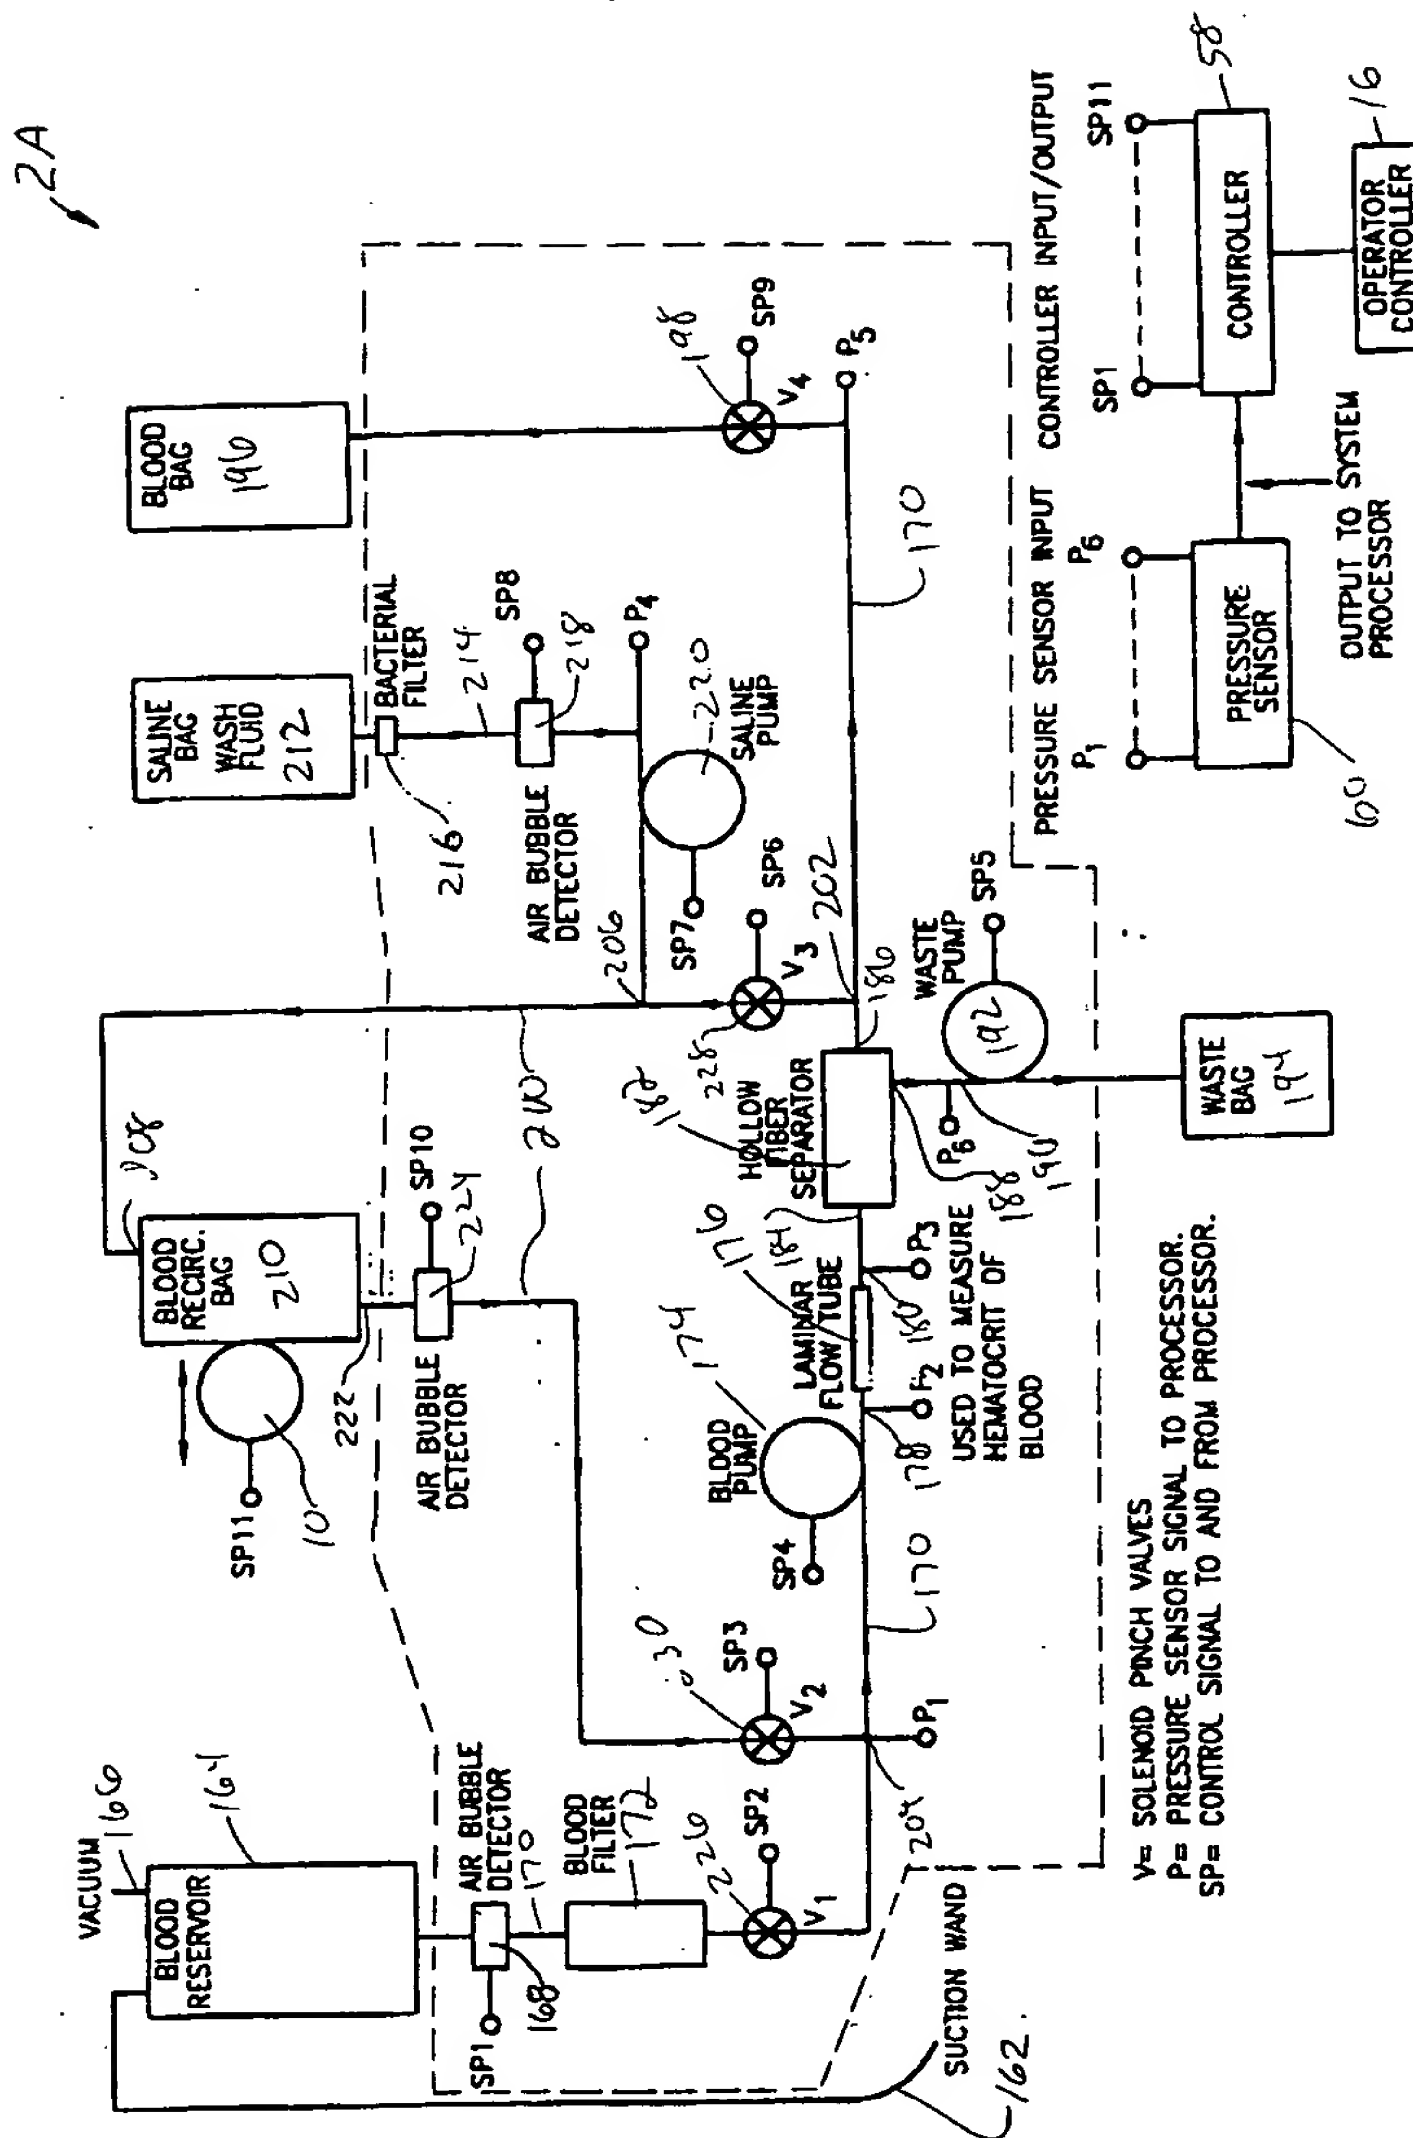 2A
VACUUM
166
BLOOD
RESERVOIR
164
BLOOD
RECIRC.
BAG
210
SP11
10
222
SALINE
BAG
WASH
FLUID
212
BLOOD
BAG
196
BACTERIAL
FILTER
216
214
AIR BUBBLE
DETECTOR
SP1
168
170
AIR BUBBLE
DETECTOR
SP10
224
AIR BUBBLE
DETECTOR
SP8
218
P4
SALINE
PUMP
220
SP7
206
BLOOD
FILTER
172
226
SP2
V1
SP3
V2
P1
204
170
BLOOD
PUMP
174
SP4
LAMINAR
FLOW TUBE
176
178
P2
180
P3
USED TO MEASURE
HEMATOCRIT OF
BLOOD
HOLLOW
FIBER
SEPARATOR
182
184
186
228
SP6
V3
202
170
198
SP9
V4
P5
WASTE
PUMP
192
SP5
P6
188
190
WASTE
BAG
194
SUCTION WAND
162.
V= SOLENOID PINCH VALVES
P= PRESSURE SENSOR SIGNAL TO PROCESSOR.
SP= CONTROL SIGNAL TO AND FROM PROCESSOR.
PRESSURE SENSOR INPUT
P1
P6
PRESSURE
SENSOR
60
OUTPUT TO SYSTEM
PROCESSOR
CONTROLLER INPUT/OUTPUT
SP1
SP11
CONTROLLER
58
OPERATOR
CONTROLLER
16